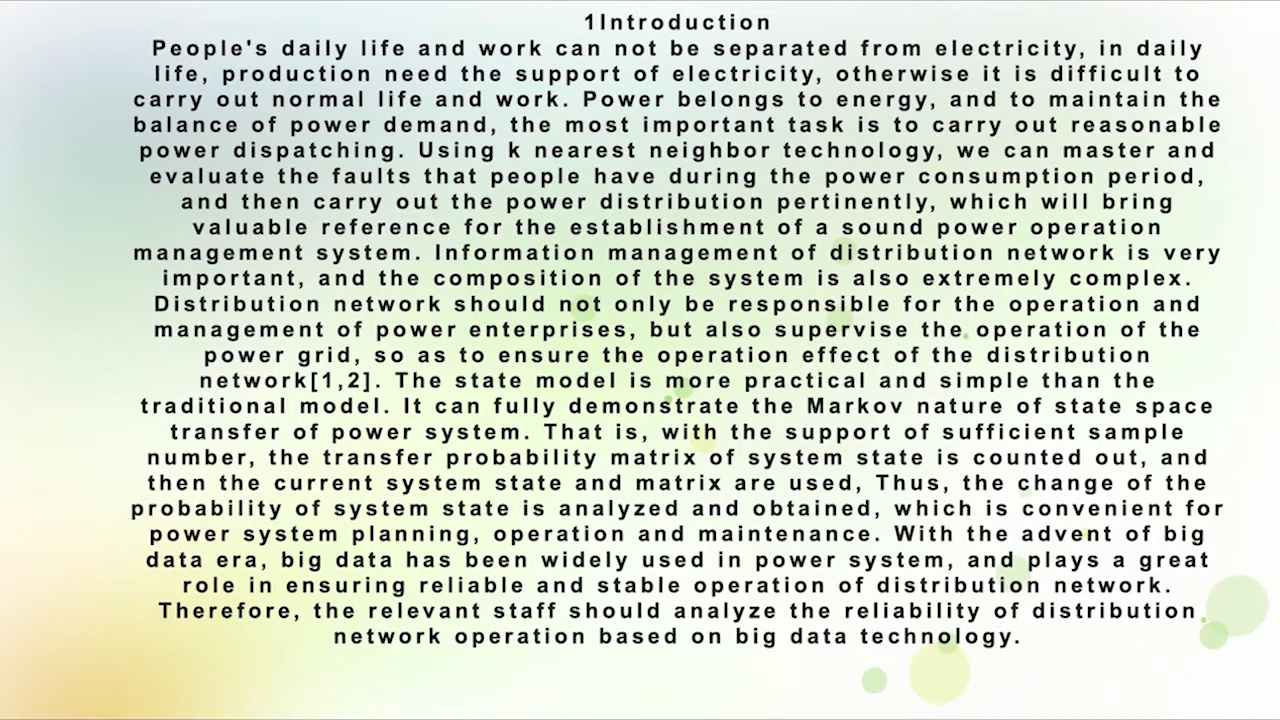 1Introduction
People's daily life and work can not be separated from electricity, in daily
life, production need the support of electricity, otherwise it is difficult to
carry out normal life and work. Power belongs to energy, and to maintain the
balance of power demand, the most important task is to carry out reasonable
power dispatching. Using k nearest neighbor technology, we can master and
evaluate the faults that people have during the power consumption period,
and then carry out the power distribution pertinently, which will bring
valuable reference for the establishment of a sound power operation
management system. Information management of distribution network is very
important, and the composition of the system is also extremely complex.
Distribution network should not only be responsible for the operation and
management of power enterprises, but also supervise the operation of the
power grid, so as to ensure the operation effect of the distribution
network[1,2]. The state model is more practical and simple than the
traditional model. It can fully demonstrate the Markov nature of state space
transfer of power system. That is, with the support of sufficient sample
number, the transfer probability matrix of system state is counted out, and
then the current system state and matrix are used, Thus, the change of the
probability of system state is analyzed and obtained, which is convenient for
power system planning, operation and maintenance. With the advent of big
data era, big data has been widely used in power system, and plays a great
role in ensuring reliable and stable operation of distribution network.
Therefore, the relevant staff should analyze the reliability of distribution
network operation based on big data technology.